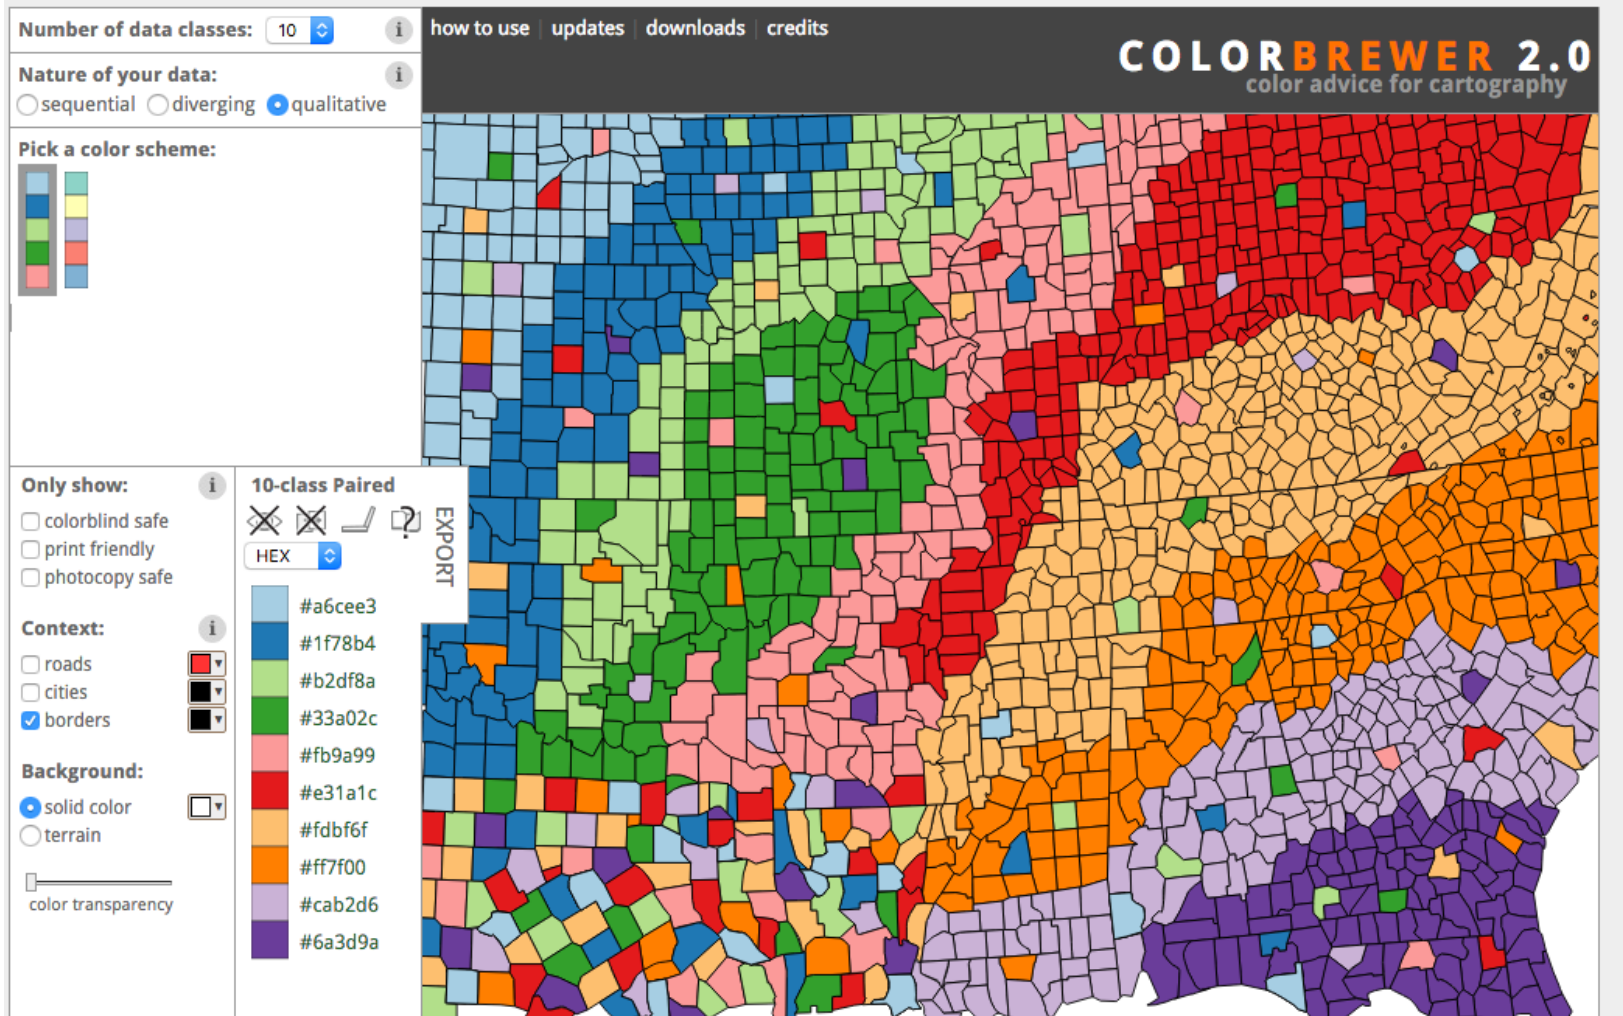 Number of data classes: 10 i
how to use updates downloads credits
COLORBREWER 2.0
color advice for cartography
Nature of your data: i
sequential diverging qualitative
Pick a color scheme:
Only show: i
colorblind safe
print friendly
photocopy safe
Context: i
roads
cities
borders
Background:
solid color
terrain
color transparency
10-class Paired
?
HEX
EXPORT
#a6cee3
#1f78b4
#b2df8a
#33a02c
#fb9a99
#e31a1c
#fdbf6f
#ff7f00
#cab2d6
#6a3d9a